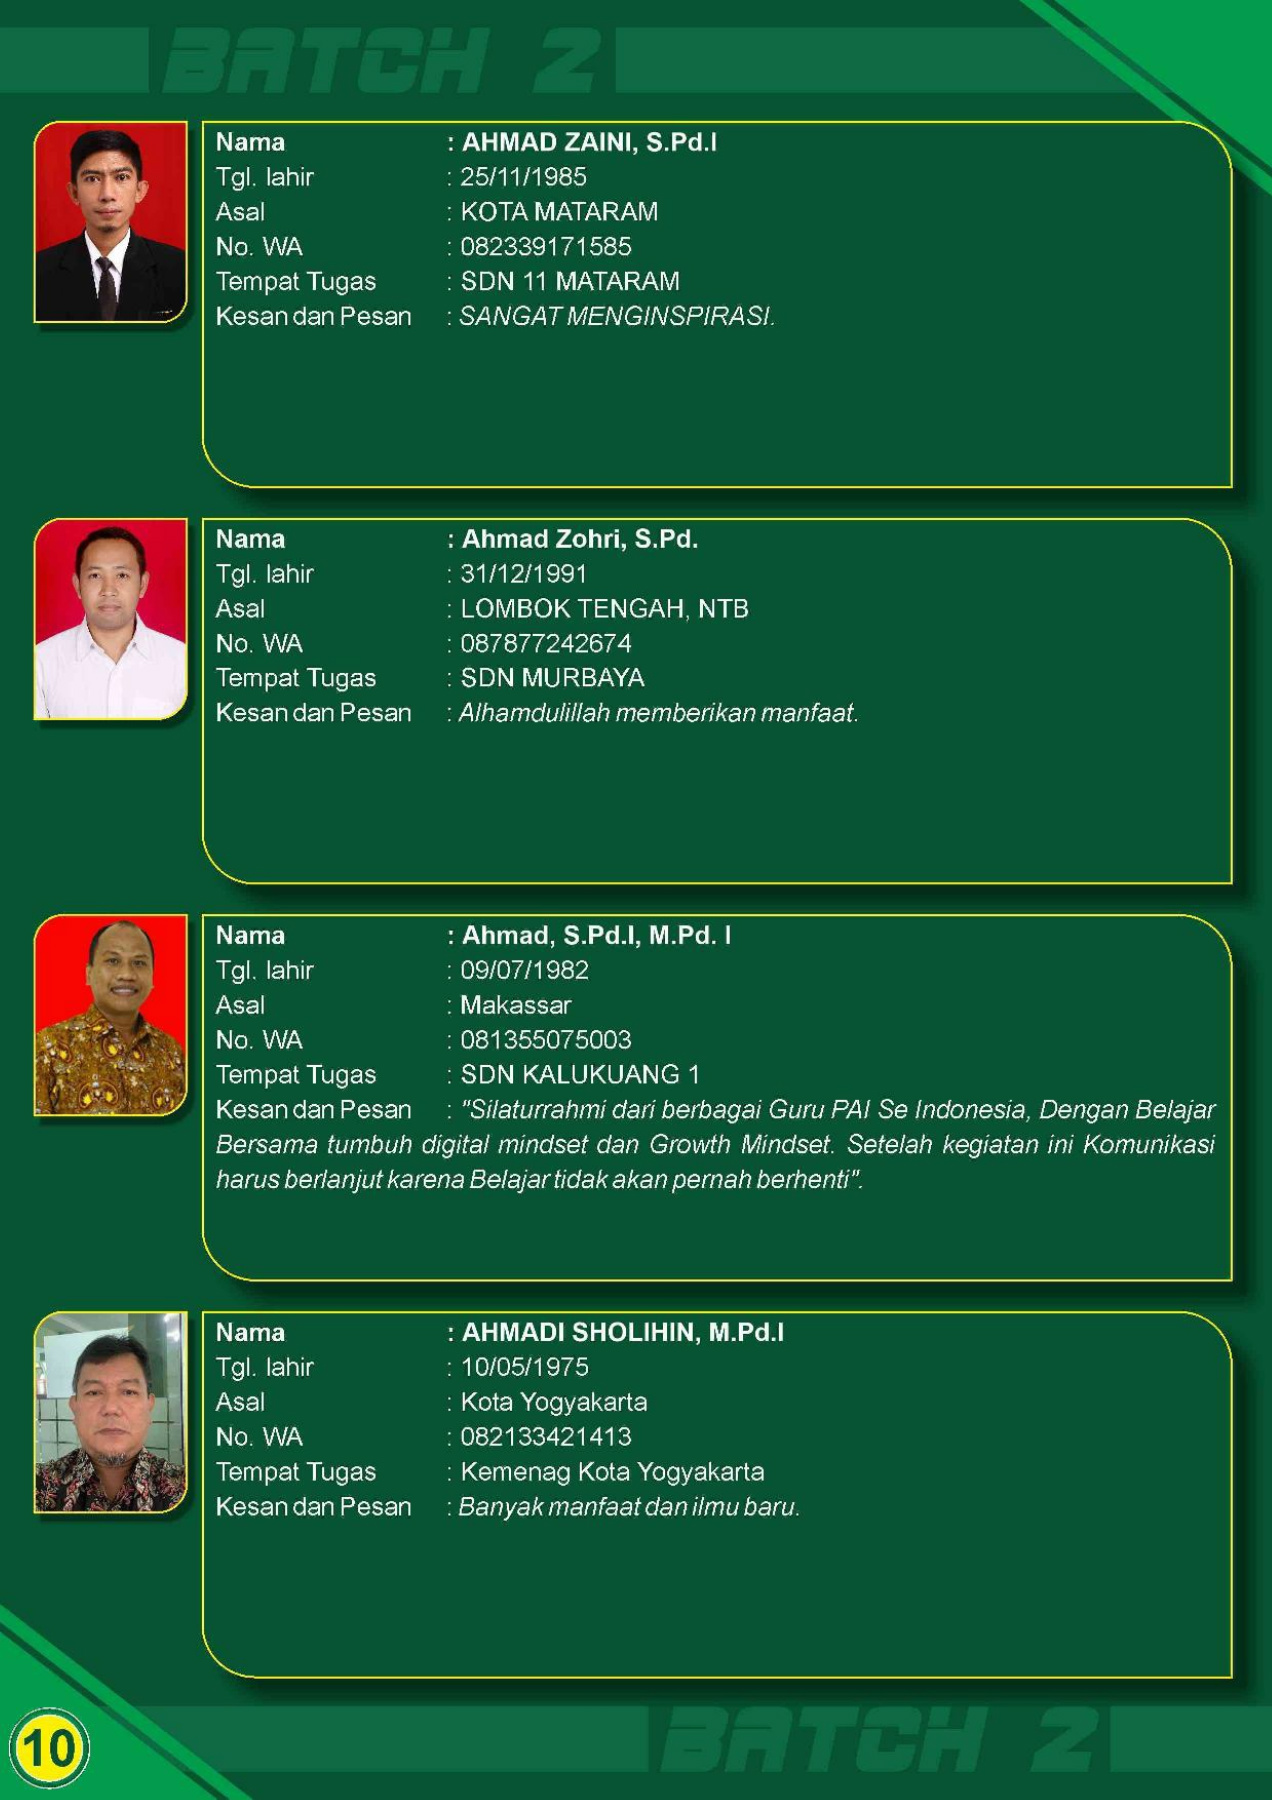 BATCH 2
Nama : AHMAD ZAINI, S.Pd.I
Tgl. lahir : 25/11/1985
Asal : KOTA MATARAM
No. WA : 082339171585
Tempat Tugas : SDN 11 MATARAM
Kesan dan Pesan : SANGAT MENGINSPIRASI.
Nama : Ahmad Zohri, S.Pd.
Tgl. lahir : 31/12/1991
Asal : LOMBOK TENGAH, NTB
No. WA : 087877242674
Tempat Tugas : SDN MURBAYA
Kesan dan Pesan : Alhamdulillah memberikan manfaat.
Nama : Ahmad, S.Pd.I, M.Pd. I
Tgl. lahir : 09/07/1982
Asal : Makassar
No. WA : 081355075003
Tempat Tugas : SDN KALUKUANG 1
Kesan dan Pesan : "Silaturrahmi dari berbagai Guru PAI Se Indonesia, Dengan Belajar
Bersama tumbuh digital mindset dan Growth Mindset. Setelah kegiatan ini Komunikasi
harus berlanjut karena Belajar tidak akan pernah berhenti".
Nama : AHMADI SHOLIHIN, M.Pd.I
Tgl. lahir : 10/05/1975
Asal : Kota Yogyakarta
No. WA : 082133421413
Tempat Tugas : Kemenag Kota Yogyakarta
Kesan dan Pesan : Banyak manfaat dan ilmu baru.
10
BATCH 2